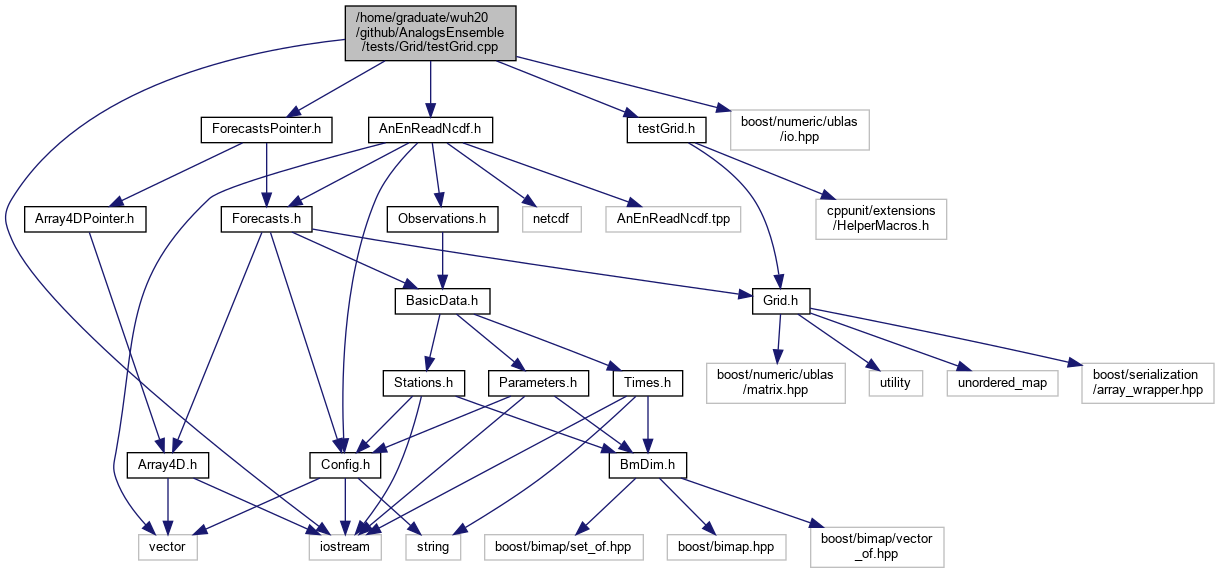 /home/graduate/wuh20
/github/AnalogsEnsemble
/tests/Grid/testGrid.cpp
ForecastsPointer.h
AnEnReadNcdf.h
testGrid.h
boost/numeric/ublas
/io.hpp
Array4DPointer.h
Forecasts.h
Observations.h
netcdf
AnEnReadNcdf.tpp
cppunit/extensions
/HelperMacros.h
BasicData.h
Grid.h
Stations.h
Parameters.h
Times.h
boost/numeric/ublas
/matrix.hpp
utility
unordered_map
boost/serialization
/array_wrapper.hpp
Array4D.h
Config.h
BmDim.h
vector
iostream
string
boost/bimap/set_of.hpp
boost/bimap.hpp
boost/bimap/vector
_of.hpp